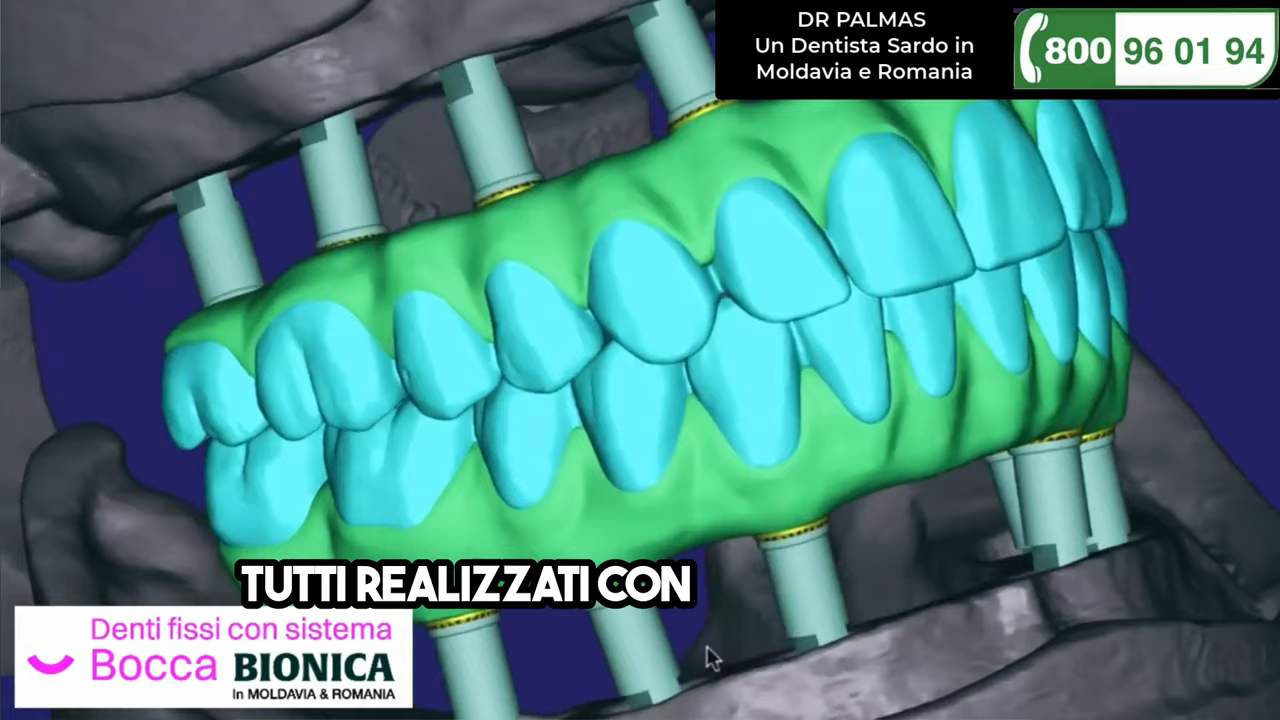 DR PALMAS
Un Dentista Sardo in
Moldavia e Romania
800 96 01 94
TUTTI REALIZZATI CON
Denti fissi con sistema
Bocca BIONICA
In MOLDAVIA & ROMANIA